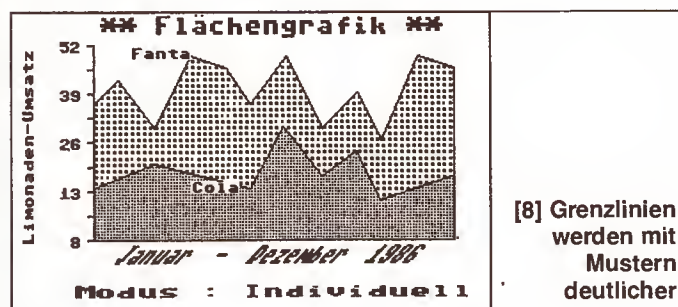 ** Flächengrafik **
52
Fanta
39
26
13
8
Limonaden-Umsatz
Cola
Januar - Dezember 1986
Modus : Individuell
[8] Grenzlinien
werden mit
Mustern
deutlicher